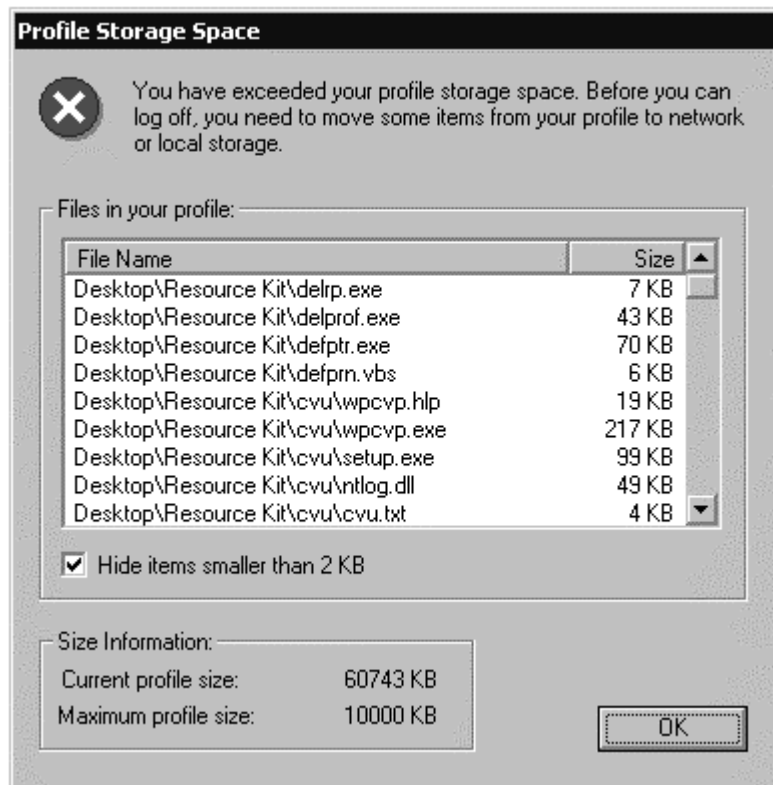 Profile Storage Space
You have exceeded your profile storage space. Before you can
log off, you need to move some items from your profile to network
or local storage.
Files in your profile:
File Name Size
Desktop\Resource Kit\delrp.exe 7 KB
Desktop\Resource Kit\delprof.exe 43 KB
Desktop\Resource Kit\defptr.exe 70 KB
Desktop\Resource Kit\defprn.vbs 6 KB
Desktop\Resource Kit\cvu\wpcvp.hlp 19 KB
Desktop\Resource Kit\cvu\wpcvp.exe 217 KB
Desktop\Resource Kit\cvu\setup.exe 99 KB
Desktop\Resource Kit\cvu\ntlog.dll 49 KB
Desktop\Resource Kit\cvu\cvu.txt 4 KB
Hide items smaller than 2 KB
Size Information:
Current profile size: 60743 KB
Maximum profile size: 10000 KB
OK